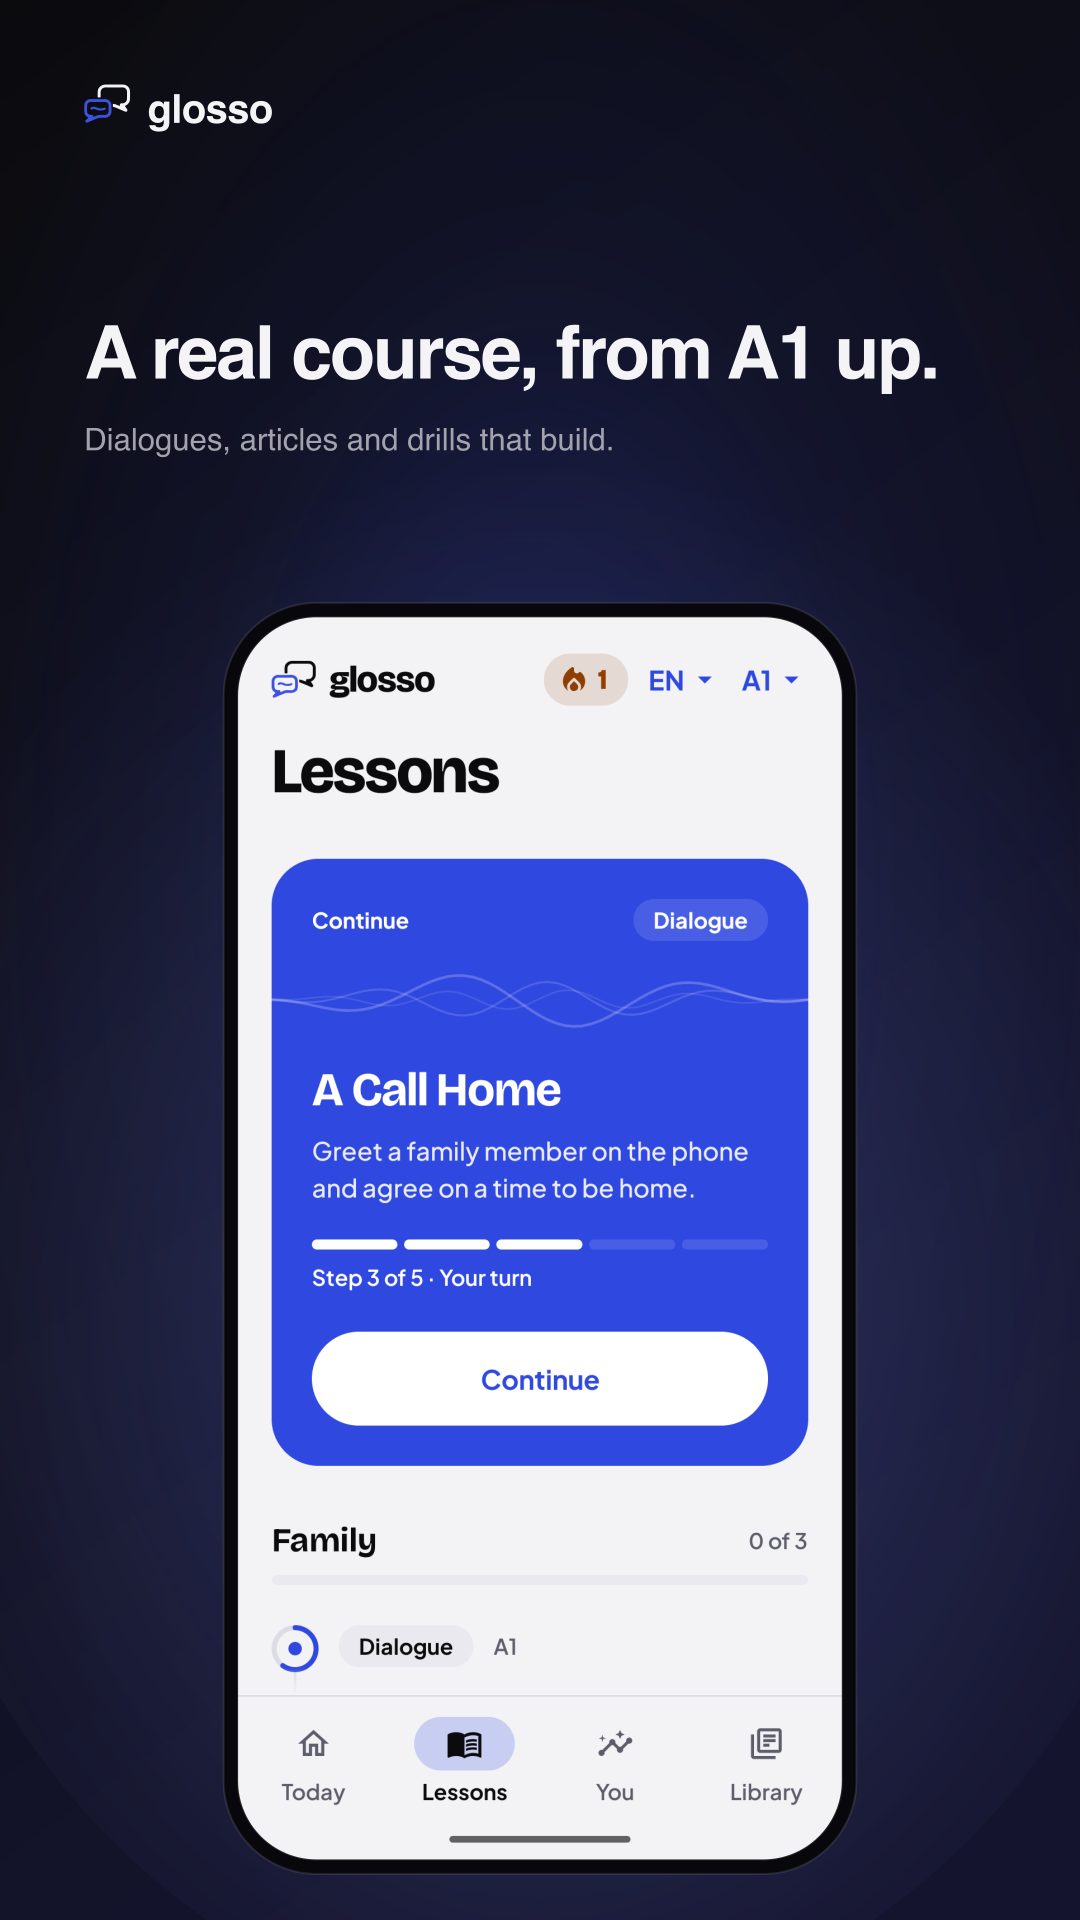 glosso
A real course, from A1 up.
Dialogues, articles and drills that build.
glosso
1
EN
A1
Lessons
Continue
Dialogue
A Call Home
Greet a family member on the phone
and agree on a time to be home.
Step 3 of 5 · Your turn
Continue
Family
0 of 3
Dialogue
A1
Today
Lessons
You
Library